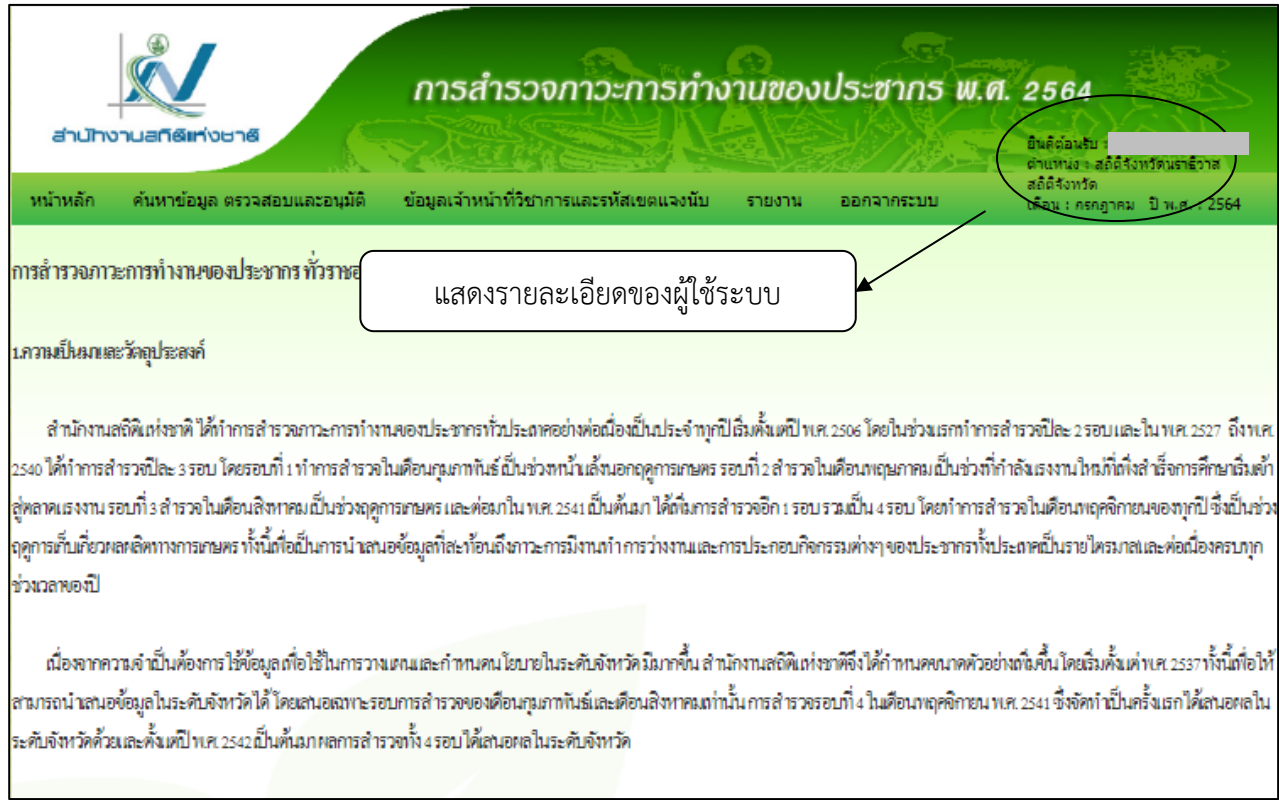 สำนักงานสถิติแห่งชาติ
การสำรวจภาวะการทำงานของประชากร พ.ศ. 2564
ยินดีต้อนรับ :
ตำแหน่ง : สถิติจังหวัดนราธิวาส
สถิติจังหวัด
เดือน : กรกฎาคม ปี พ.ศ. : 2564
หน้าหลัก ค้นหาข้อมูล ตรวจสอบและอนุมัติ ข้อมูลเจ้าหน้าที่วิชาการและรหัสเขตแจงนับ รายงาน ออกจากระบบ
การสำรวจภาวะการทำงานของประชากร ทั่วราชอ
แสดงรายละเอียดของผู้ใช้ระบบ
1.ความเป็นมาและวัตถุประสงค์
สำนักงานสถิติแห่งชาติ ได้ทำการสำรวจภาวะการทำงานของประชากรทั่วประเทศอย่างต่อเนื่องเป็นประจำทุกปีเริ่มตั้งแต่ปี พ.ศ. 2506 โดยในช่วงแรกทำการสำรวจปีละ 2 รอบ และใน พ.ศ. 2527 ถึง พ.ศ.
2540 ได้ทำการสำรวจปีละ 3 รอบ โดยรอบที่ 1 ทำการสำรวจในเดือนกุมภาพันธ์ เป็นช่วงหน้าแล้งนอกฤดูการเกษตร รอบที่ 2 สำรวจในเดือนพฤษภาคม เป็นช่วงที่กำลังแรงงานใหม่ที่เพิ่งสำเร็จการศึกษาเริ่มเข้า
สู่ตลาดแรงงาน รอบที่ 3 สำรวจในเดือนสิงหาคม เป็นช่วงฤดูการเกษตร และต่อมาใน พ.ศ. 2541 เป็นต้นมา ได้เพิ่มการสำรวจอีก 1 รอบ รวมเป็น 4 รอบ โดยทำการสำรวจในเดือนพฤศจิกายนของทุกปี ซึ่งเป็นช่วง
ฤดูการเก็บเกี่ยวผลผลิตทางการเกษตร ทั้งนี้เพื่อเป็นการนำเสนอข้อมูลที่สะท้อนถึงภาวะการมีงานทำ การว่างงานและการประกอบกิจกรรมต่างๆ ของประชากรทั้งประเทศเป็นรายไตรมาสและต่อเนื่องครบทุก
ช่วงเวลาของปี
เนื่องจากความจำเป็นต้องการใช้ข้อมูล เพื่อใช้ในการวางแผนและกำหนดนโยบายในระดับจังหวัด มีมากขึ้น สำนักงานสถิติแห่งชาติจึงได้กำหนดขนาดตัวอย่างเพิ่มขึ้น โดยเริ่มตั้งแต่ พ.ศ. 2537 ทั้งนี้เพื่อให้
สามารถนำเสนอข้อมูลในระดับจังหวัดได้ โดยเสนอเฉพาะรอบการสำรวจของเดือนกุมภาพันธ์และเดือนสิงหาคมเท่านั้น การสำรวจรอบที่ 4 ในเดือนพฤศจิกายน พ.ศ. 2541 ซึ่งจัดทำเป็นครั้งแรก ได้เสนอผลใน
ระดับจังหวัดด้วยและตั้งแต่ปี พ.ศ. 2542 เป็นต้นมา ผลการสำรวจทั้ง 4 รอบได้เสนอผลในระดับจังหวัด